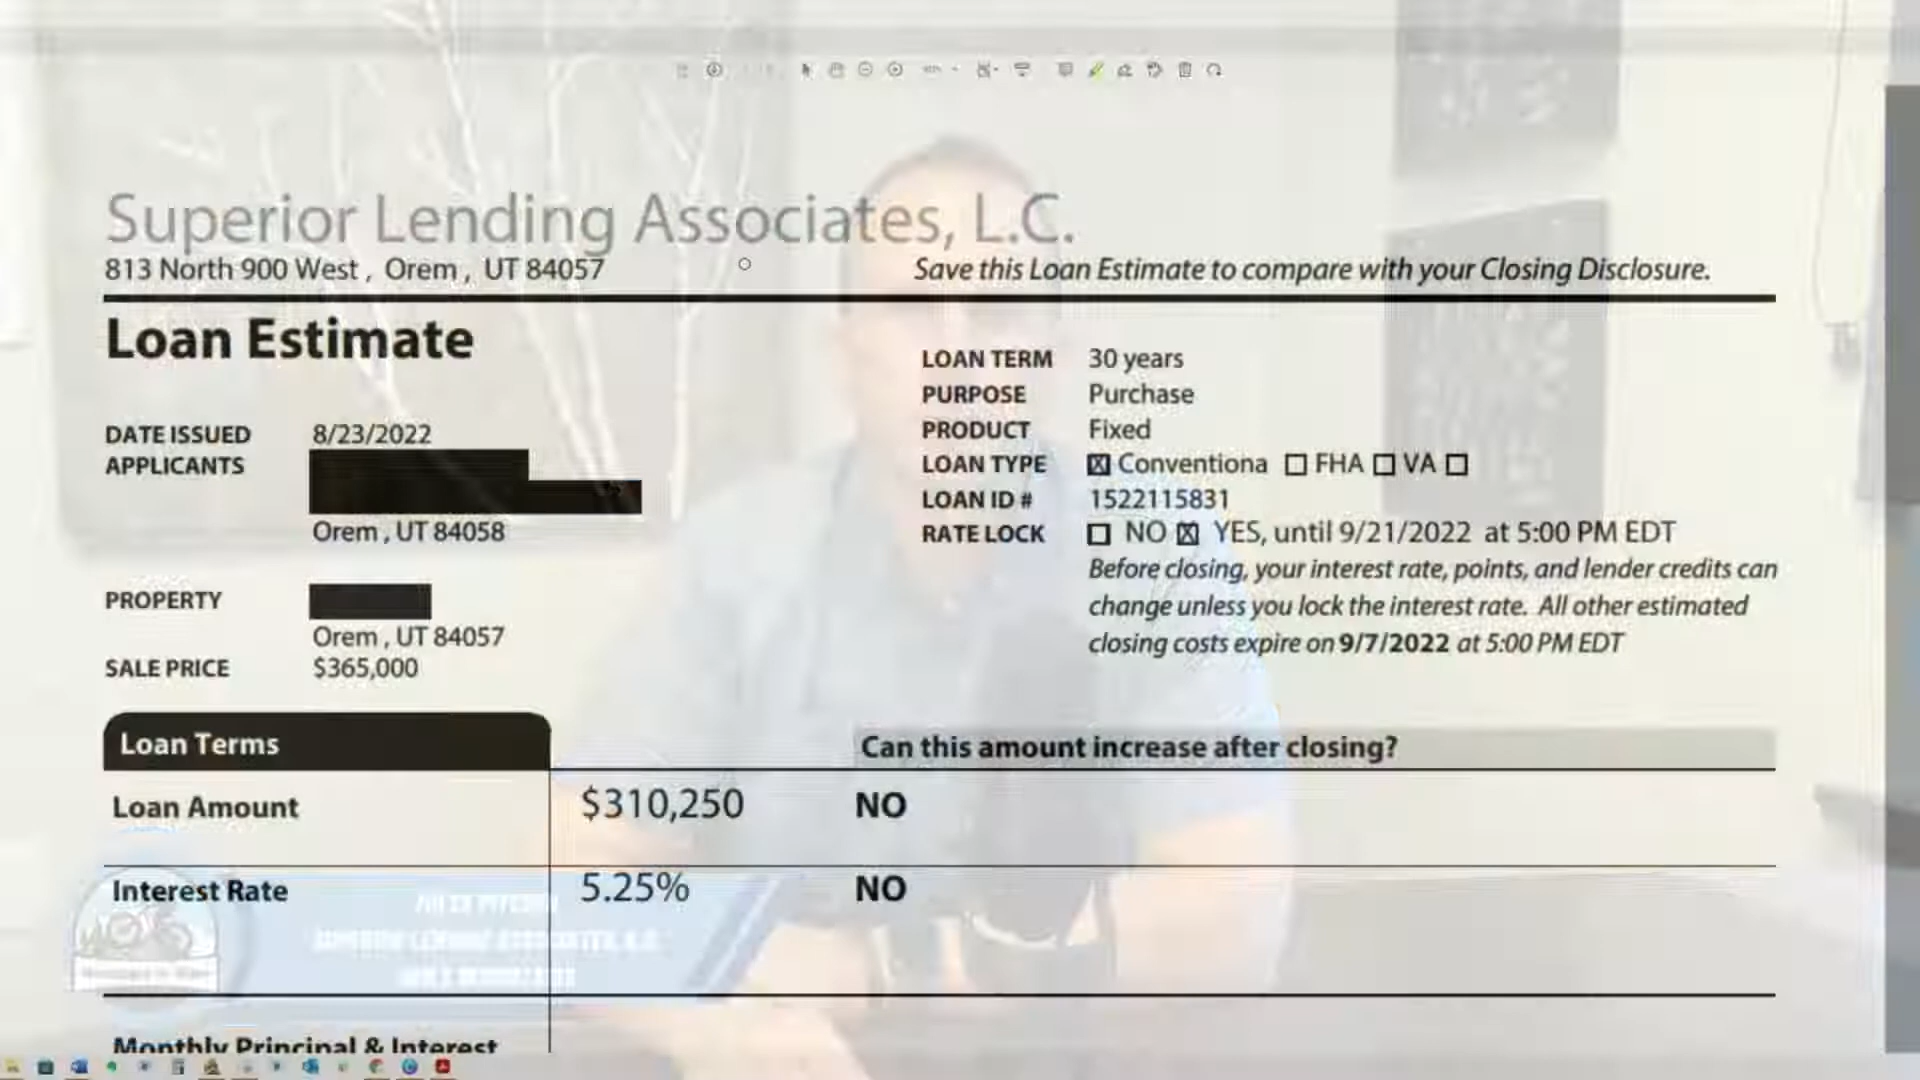 Superior Lending Associates, L.C.
813 North 900 West , Orem , UT 84057
Save this Loan Estimate to compare with your Closing Disclosure.
Loan Estimate
DATE ISSUED 8/23/2022
APPLICANTS
Orem , UT 84058
PROPERTY
Orem , UT 84057
SALE PRICE $365,000
LOAN TERM 30 years
PURPOSE Purchase
PRODUCT Fixed
LOAN TYPE ☒ Conventiona ☐ FHA ☐ VA ☐
LOAN ID # 1522115831
RATE LOCK ☐ NO ☒ YES, until 9/21/2022 at 5:00 PM EDT
Before closing, your interest rate, points, and lender credits can
change unless you lock the interest rate. All other estimated
closing costs expire on 9/7/2022 at 5:00 PM EDT
Loan Terms
Can this amount increase after closing?
Loan Amount $310,250 NO
Interest Rate 5.25% NO
SUPERIOR LENDING ASSOCIATES, L.C.
Monthly Principal & Interest